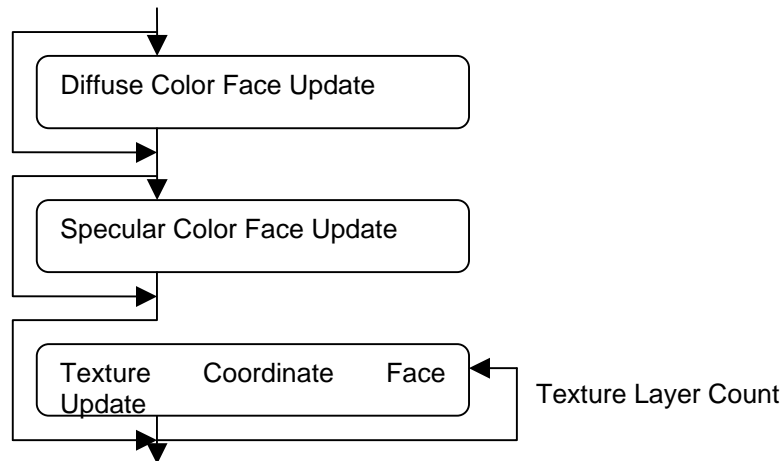 Diffuse Color Face Update
Specular Color Face Update
Texture Coordinate Face
Update
Texture Layer Count